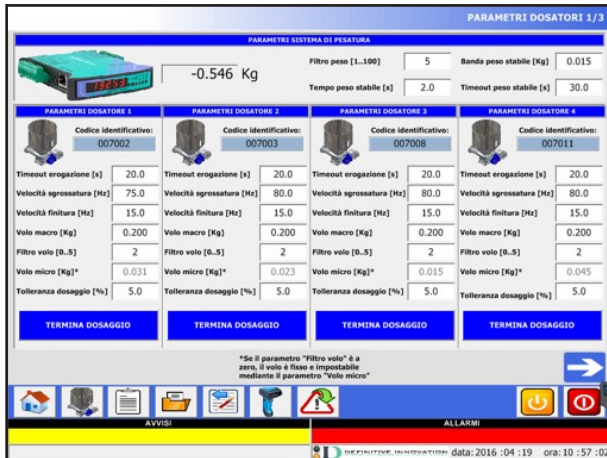 PARAMETRI DOSATORI 1/3
PARAMETRI SISTEMA DI PESATURA
-0.546 Kg
Filtro peso [1..100] 5 Banda peso stabile [Kg] 0.015
Tempo peso stabile [s] 2.0 Timeout peso stabile [s] 30.0
PARAMETRI DOSATORE 1
Codice identificativo:
007002
Timeout erogazione [s] 20.0
Velocità sgrossatura [Hz] 75.0
Velocità finitura [Hz] 15.0
Volo macro [Kg] 0.200
Filtro volo [0..5] 2
Volo micro [Kg]* 0.031
Tolleranza dosaggio [%] 5.0
TERMINA DOSAGGIO
PARAMETRI DOSATORE 2
Codice identificativo:
007003
Timeout erogazione [s] 20.0
Velocità sgrossatura [Hz] 80.0
Velocità finitura [Hz] 15.0
Volo macro [Kg] 0.200
Filtro volo [0..5] 2
Volo micro [Kg]* 0.023
Tolleranza dosaggio [%] 5.0
TERMINA DOSAGGIO
PARAMETRI DOSATORE 3
Codice identificativo:
007008
Timeout erogazione [s] 20.0
Velocità sgrossatura [Hz] 80.0
Velocità finitura [Hz] 15.0
Volo macro [Kg] 0.200
Filtro volo [0..5] 2
Volo micro [Kg]* 0.015
Tolleranza dosaggio [%] 5.0
TERMINA DOSAGGIO
PARAMETRI DOSATORE 4
Codice identificativo:
007011
Timeout erogazione [s] 20.0
Velocità sgrossatura [Hz] 80.0
Velocità finitura [Hz] 15.0
Volo macro [Kg] 0.200
Filtro volo [0..5] 2
Volo micro [Kg]* 0.045
Tolleranza dosaggio [%] 5.0
TERMINA DOSAGGIO
*Se il parametro "Filtro volo" è a
zero, il volo è fisso e impostabile
mediante il parametro "Volo micro"
AVVISI ALLARMI
DEFINITIVE INNOVATION data:2016 :04 :19 ora:10 :57 :02